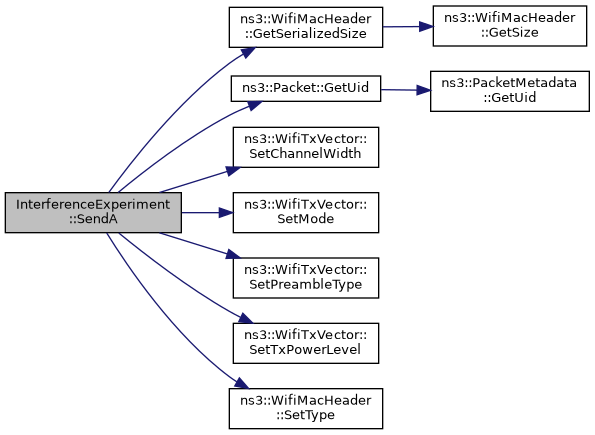 InterferenceExperiment
::SendA
ns3::WifiMacHeader
::GetSerializedSize
ns3::WifiMacHeader
::GetSize
ns3::Packet::GetUid
ns3::PacketMetadata
::GetUid
ns3::WifiTxVector::
SetChannelWidth
ns3::WifiTxVector::
SetMode
ns3::WifiTxVector::
SetPreambleType
ns3::WifiTxVector::
SetTxPowerLevel
ns3::WifiMacHeader
::SetType